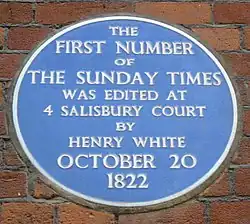 THE
FIRST NUMBER
OF
THE SUNDAY TIMES
WAS EDITED AT
4 SALISBURY COURT
BY
HENRY WHITE
OCTOBER 20
1822